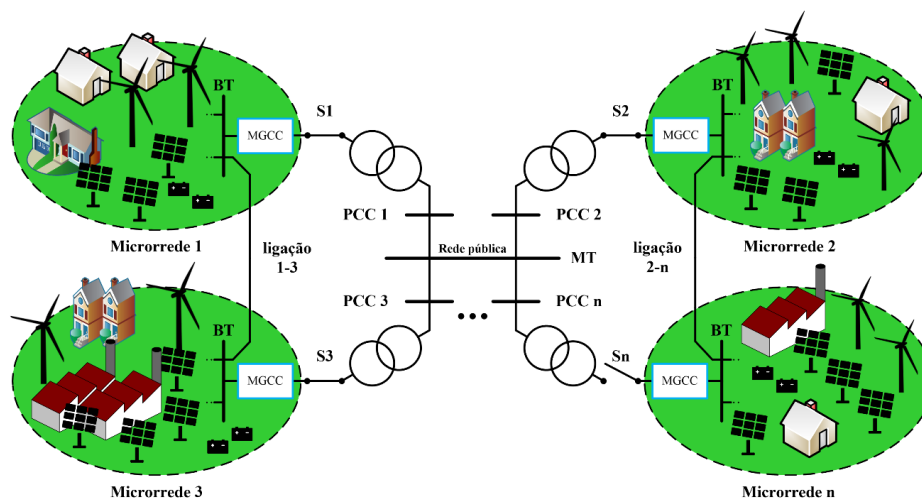 BT
S1
MGCC
S2
MGCC
BT
PCC 1
PCC 2
Microrrede 1
ligação
1-3
Rede pública
MT
ligação
2-n
Microrrede 2
PCC 3
PCC n
...
BT
S3
MGCC
Sn
MGCC
BT
Microrrede 3
Microrrede n